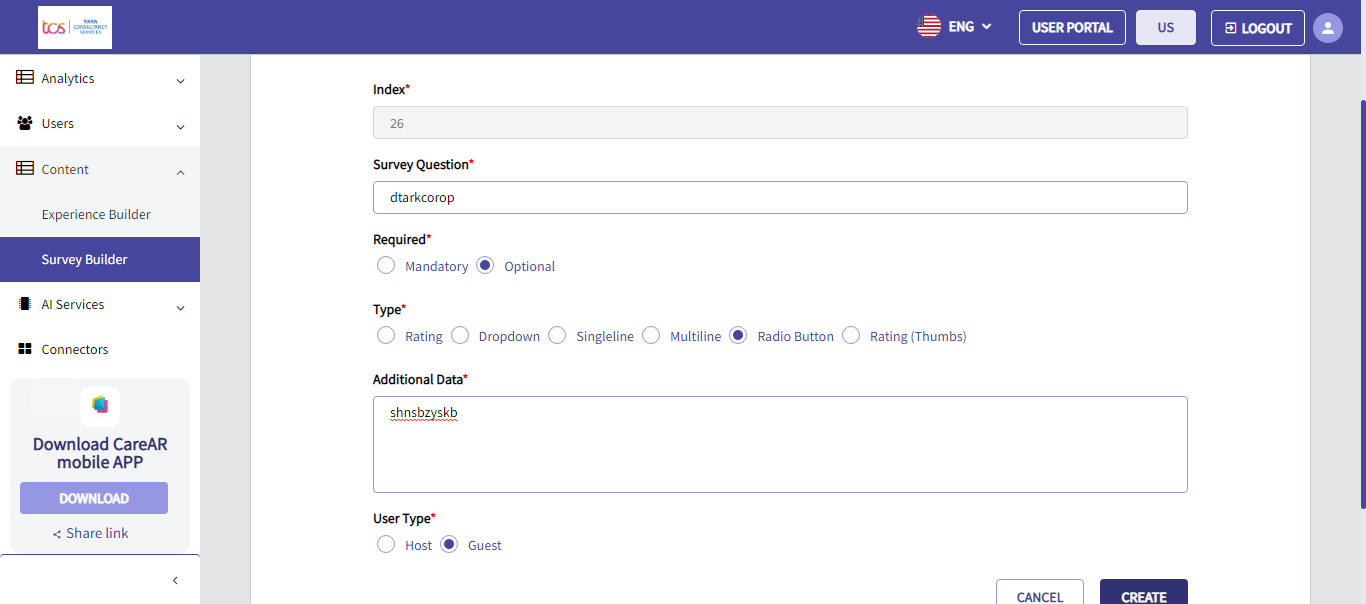 tcs TATA
CONSULTANCY
SERVICES
ENG
USER PORTAL
US
LOGOUT
Analytics
Users
Content
Experience Builder
Survey Builder
AI Services
Connectors
Download CareAR
mobile APP
DOWNLOAD
Share link
Index*
26
Survey Question*
dtarkcorop
Required*
Mandatory Optional
Type*
Rating Dropdown Singleline Multiline Radio Button Rating (Thumbs)
Additional Data*
shnsbzyskb
User Type*
Host Guest
CANCEL CREATE